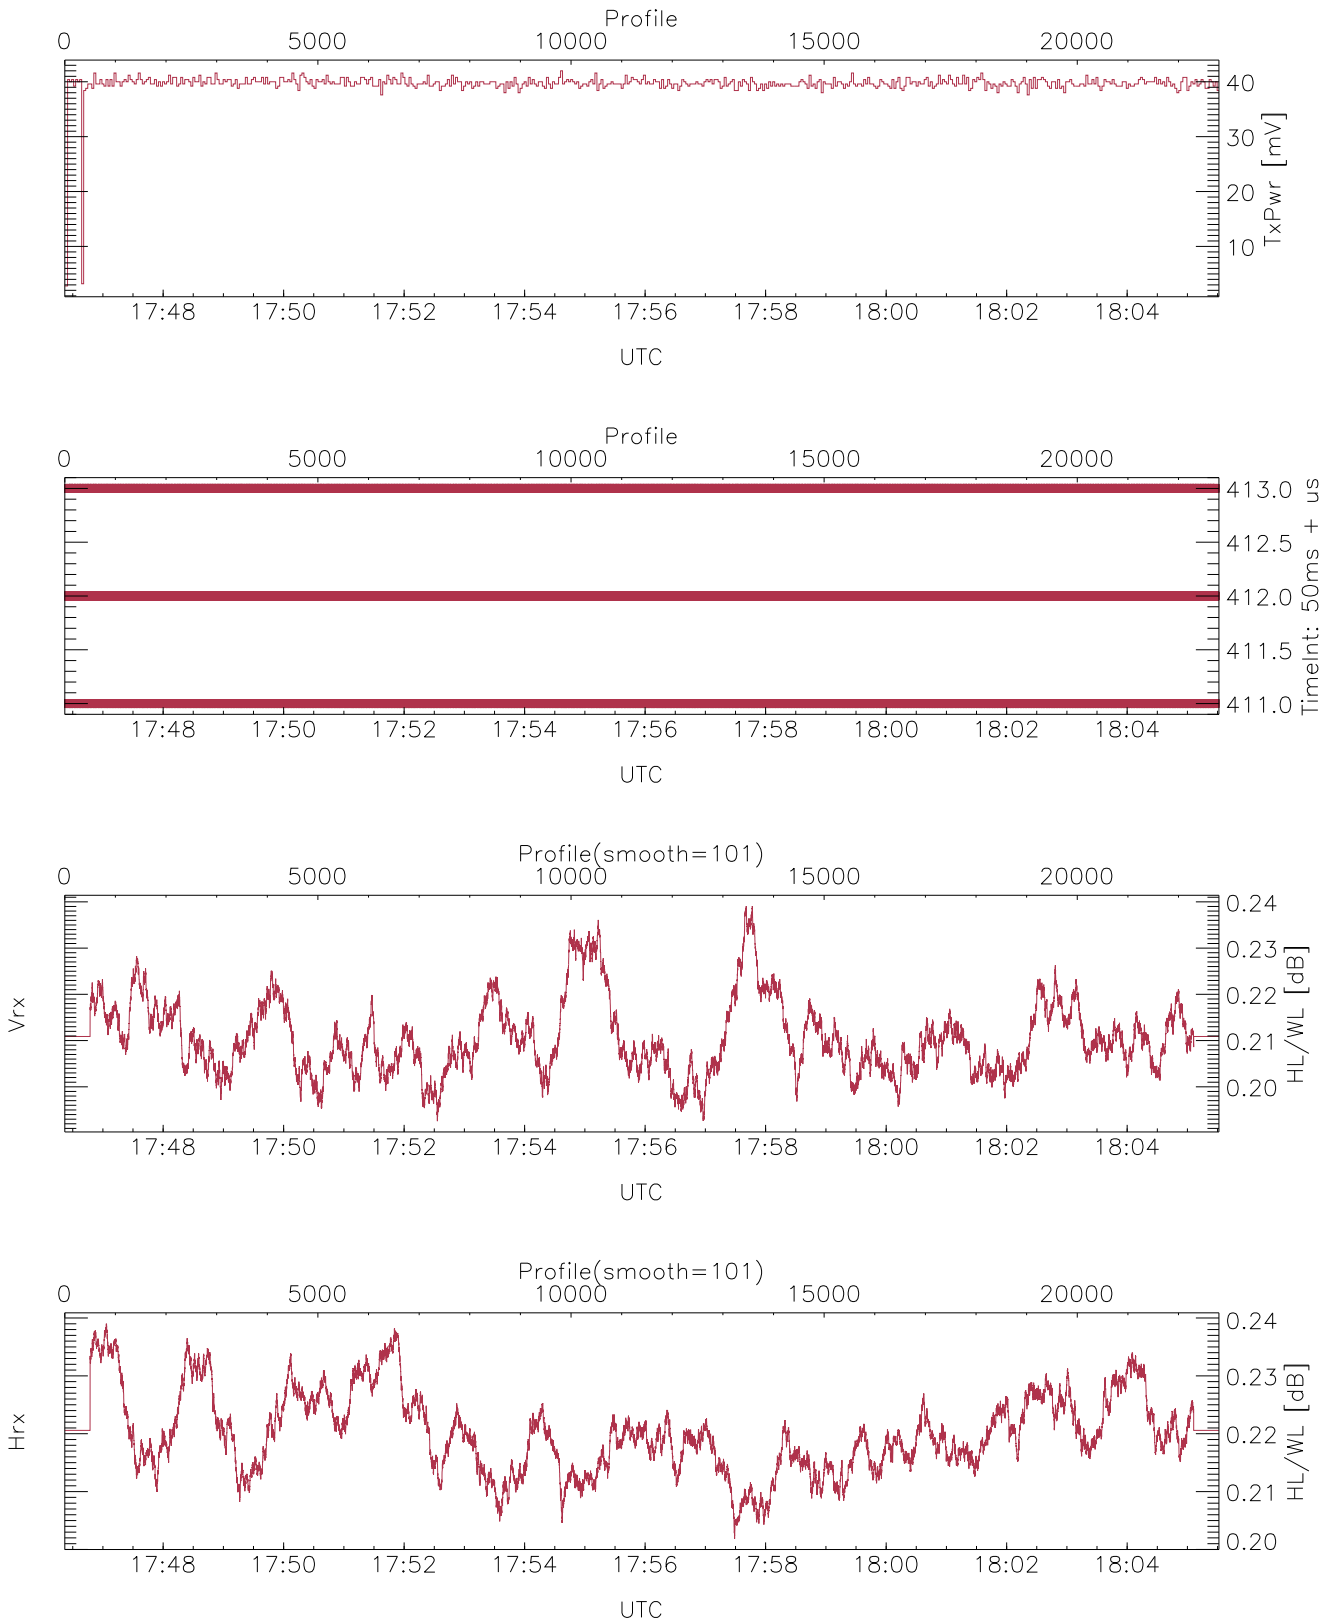 Profile
0 5000 10000 15000 20000
40
30
20
10
TxPwr [mV]
17:48 17:50 17:52 17:54 17:56 17:58 18:00 18:02 18:04
UTC
Profile
0 5000 10000 15000 20000
413.0
412.5
412.0
411.5
411.0
TimeInt: 50ms + us
17:48 17:50 17:52 17:54 17:56 17:58 18:00 18:02 18:04
UTC
Profile(smooth=101)
0 5000 10000 15000 20000
Vrx
0.24
0.23
0.22
0.21
0.20
HL/WL [dB]
17:48 17:50 17:52 17:54 17:56 17:58 18:00 18:02 18:04
UTC
Profile(smooth=101)
0 5000 10000 15000 20000
Hrx
0.24
0.23
0.22
0.21
0.20
HL/WL [dB]
17:48 17:50 17:52 17:54 17:56 17:58 18:00 18:02 18:04
UTC